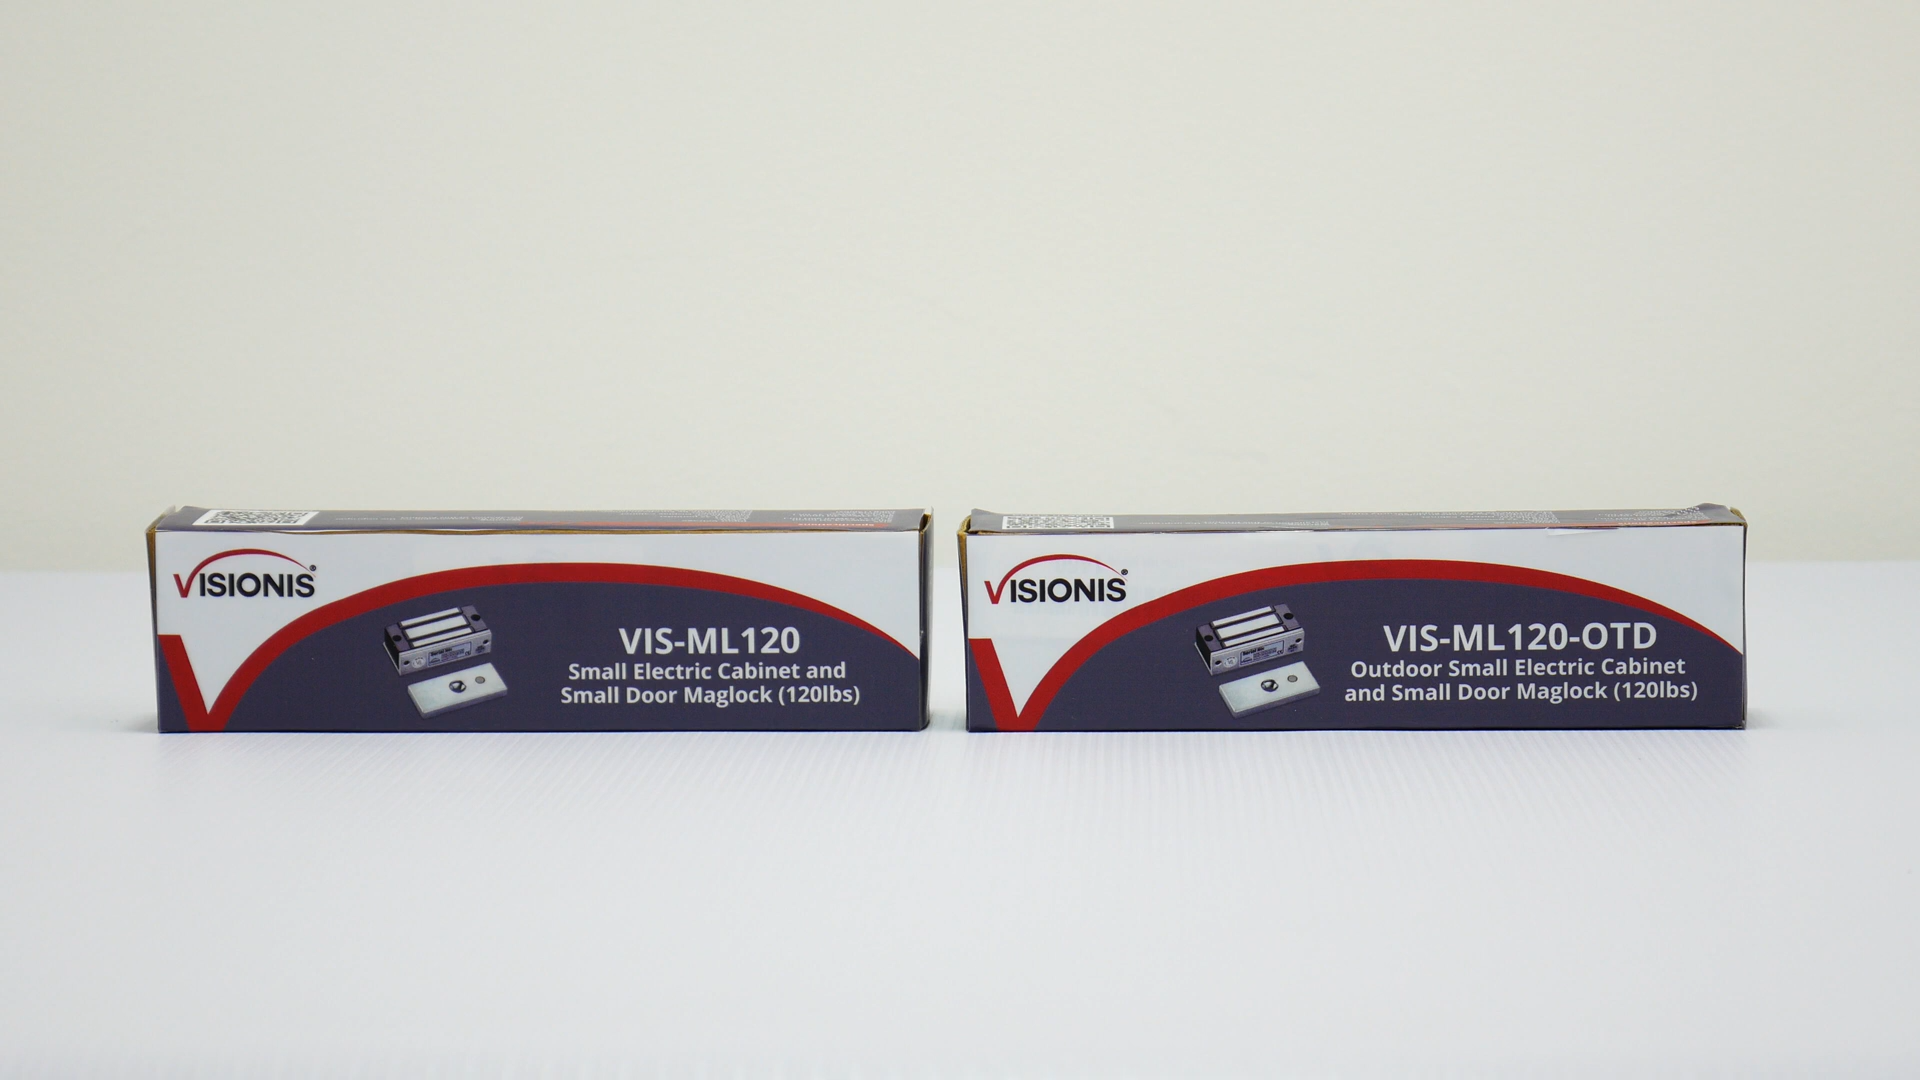 VISIONIS®
VIS-ML120
Small Electric Cabinet and
Small Door Maglock (120lbs)
VISIONIS®
VIS-ML120-OTD
Outdoor Small Electric Cabinet
and Small Door Maglock (120lbs)